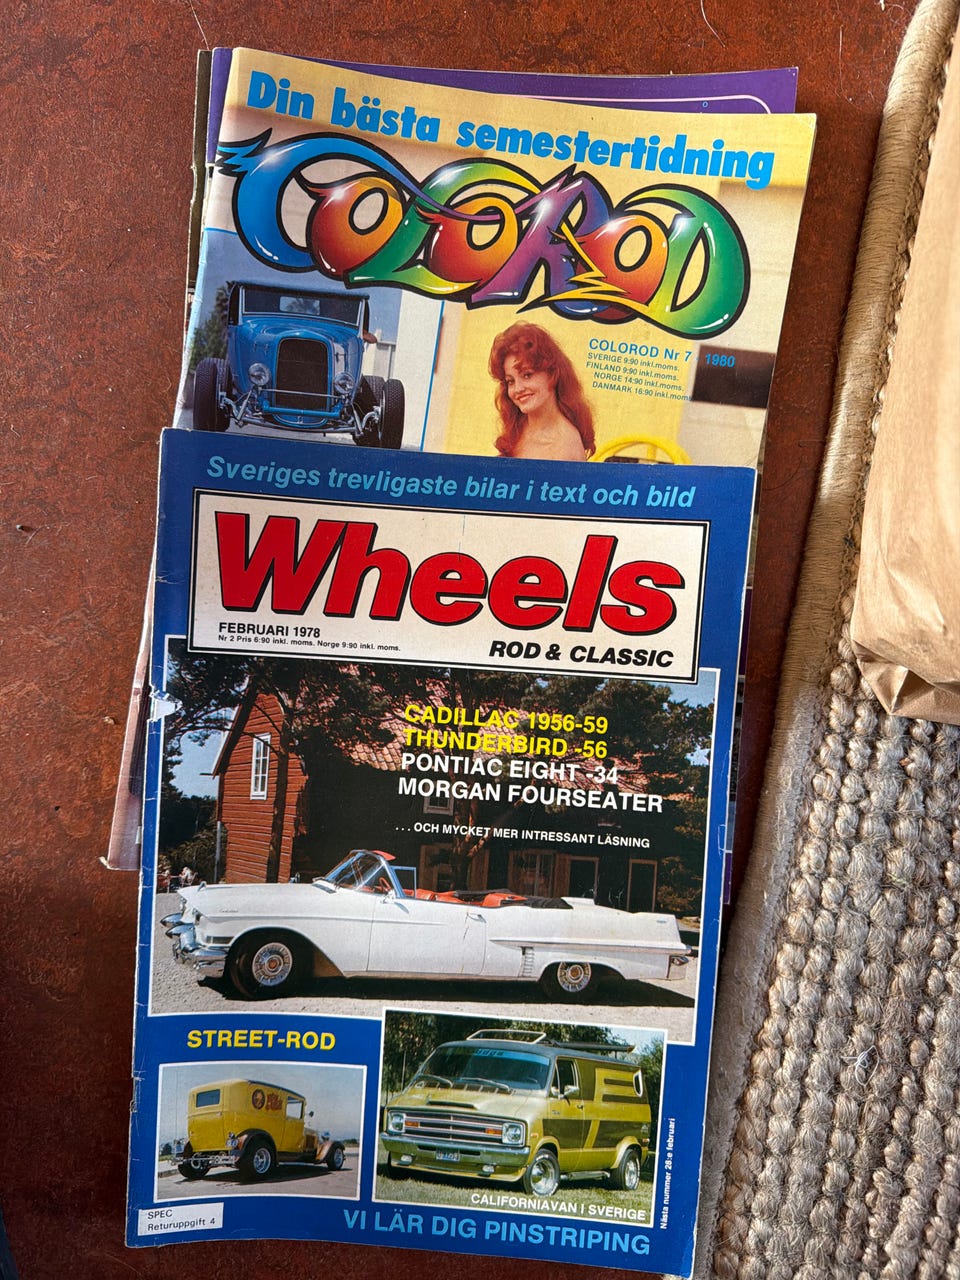 Din bästa semestertidning
COLOROD
COLOROD Nr 7 1980
SVERIGE 9:90 inkl.moms.
FINLAND 9:90 inkl.moms.
NORGE 14:90 inkl.moms.
DANMARK 16:90 inkl.moms
Sveriges trevligaste bilar i text och bild
Wheels
FEBRUARI 1978
Nr 2 Pris 6:90 inkl. moms. Norge 9:90 inkl. moms.
ROD & CLASSIC
CADILLAC 1956-59
THUNDERBIRD -56
PONTIAC EIGHT -34
MORGAN FOURSEATER
...OCH MYCKET MER INTRESSANT LÄSNING
STREET-ROD
CALIFORNIAVAN I SVERIGE
Nästa nummer 28:e februari
SPEC
Returuppgift 4
VI LÄR DIG PINSTRIPING